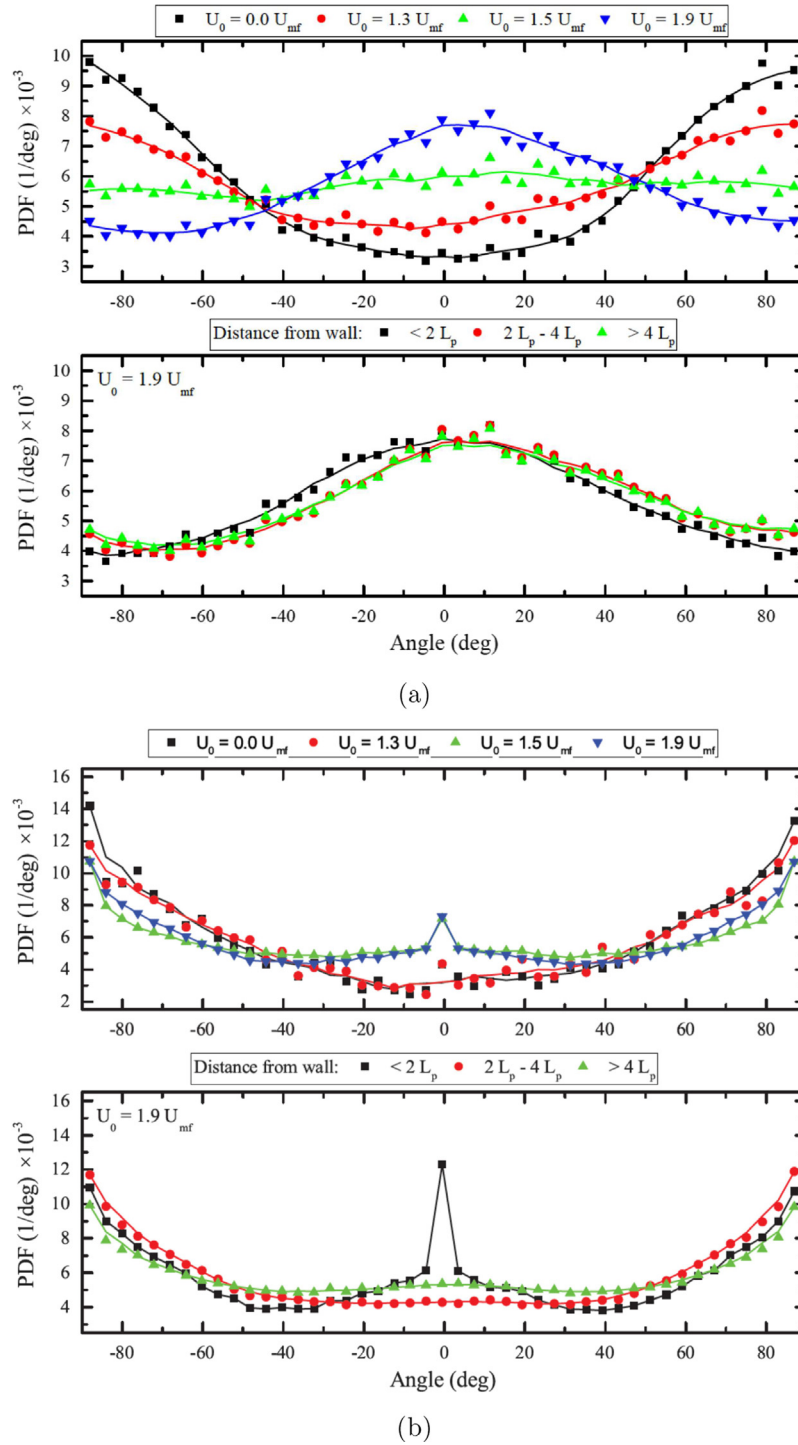 U0 = 0.0 Umf U0 = 1.3 Umf U0 = 1.5 Umf U0 = 1.9 Umf
10
9
8
7
6
5
4
3
PDF (1/deg) ×10-3
-80 -60 -40 -20 0 20 40 60 80
Distance from wall: < 2 Lp 2 Lp - 4 Lp > 4 Lp
U0 = 1.9 Umf
10
9
8
7
6
5
4
3
PDF (1/deg) ×10-3
-80 -60 -40 -20 0 20 40 60 80
Angle (deg)
(a)
U0 = 0.0 Umf U0 = 1.3 Umf U0 = 1.5 Umf U0 = 1.9 Umf
16
14
12
10
8
6
4
2
PDF (1/deg) ×10-3
-80 -60 -40 -20 0 20 40 60 80
Distance from wall: < 2 Lp 2 Lp - 4 Lp > 4 Lp
U0 = 1.9 Umf
16
14
12
10
8
6
4
PDF (1/deg) ×10-3
-80 -60 -40 -20 0 20 40 60 80
Angle (deg)
(b)